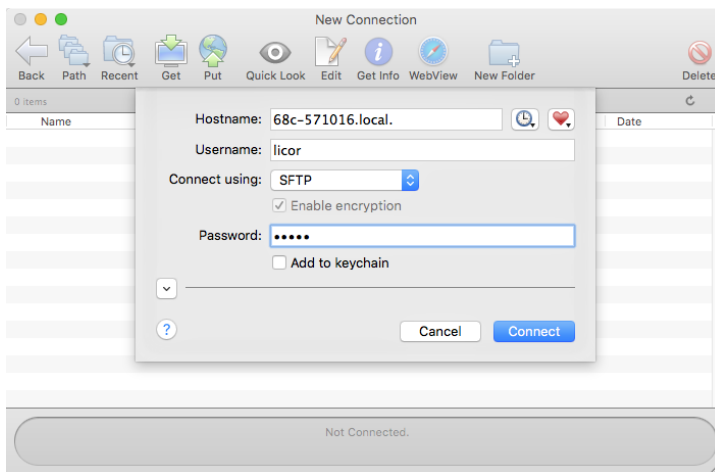 New Connection
Back Path Recent Get Put Quick Look Edit Get Info WebView New Folder Delete
0 items
Name Date
Hostname: 68c-571016.local.
Username: licor
Connect using: SFTP
Enable encryption
Password: •••••
Add to keychain
? Cancel Connect
Not Connected.